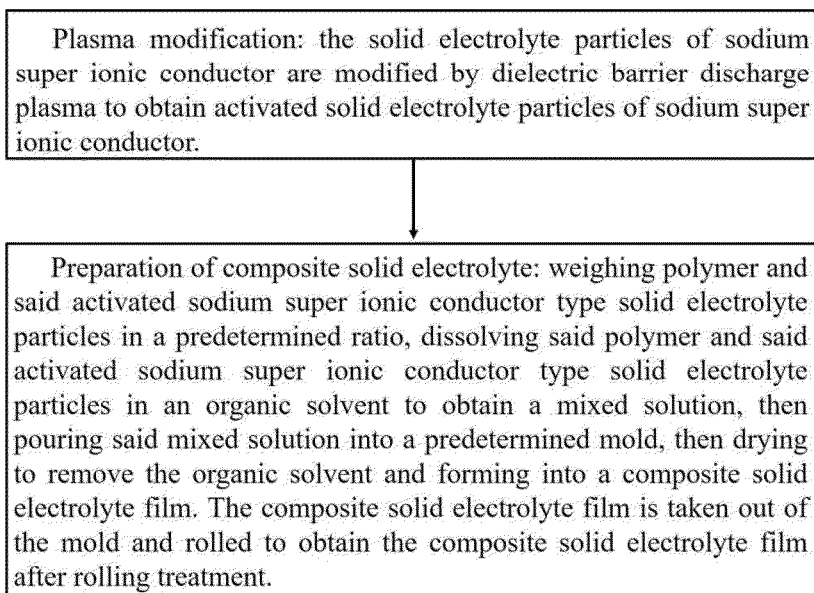 Plasma modification: the solid electrolyte particles of sodium
super ionic conductor are modified by dielectric barrier discharge
plasma to obtain activated solid electrolyte particles of sodium super
ionic conductor.
Preparation of composite solid electrolyte: weighing polymer and
said activated sodium super ionic conductor type solid electrolyte
particles in a predetermined ratio, dissolving said polymer and said
activated sodium super ionic conductor type solid electrolyte
particles in an organic solvent to obtain a mixed solution, then
pouring said mixed solution into a predetermined mold, then drying
to remove the organic solvent and forming into a composite solid
electrolyte film. The composite solid electrolyte film is taken out of
the mold and rolled to obtain the composite solid electrolyte film
after rolling treatment.